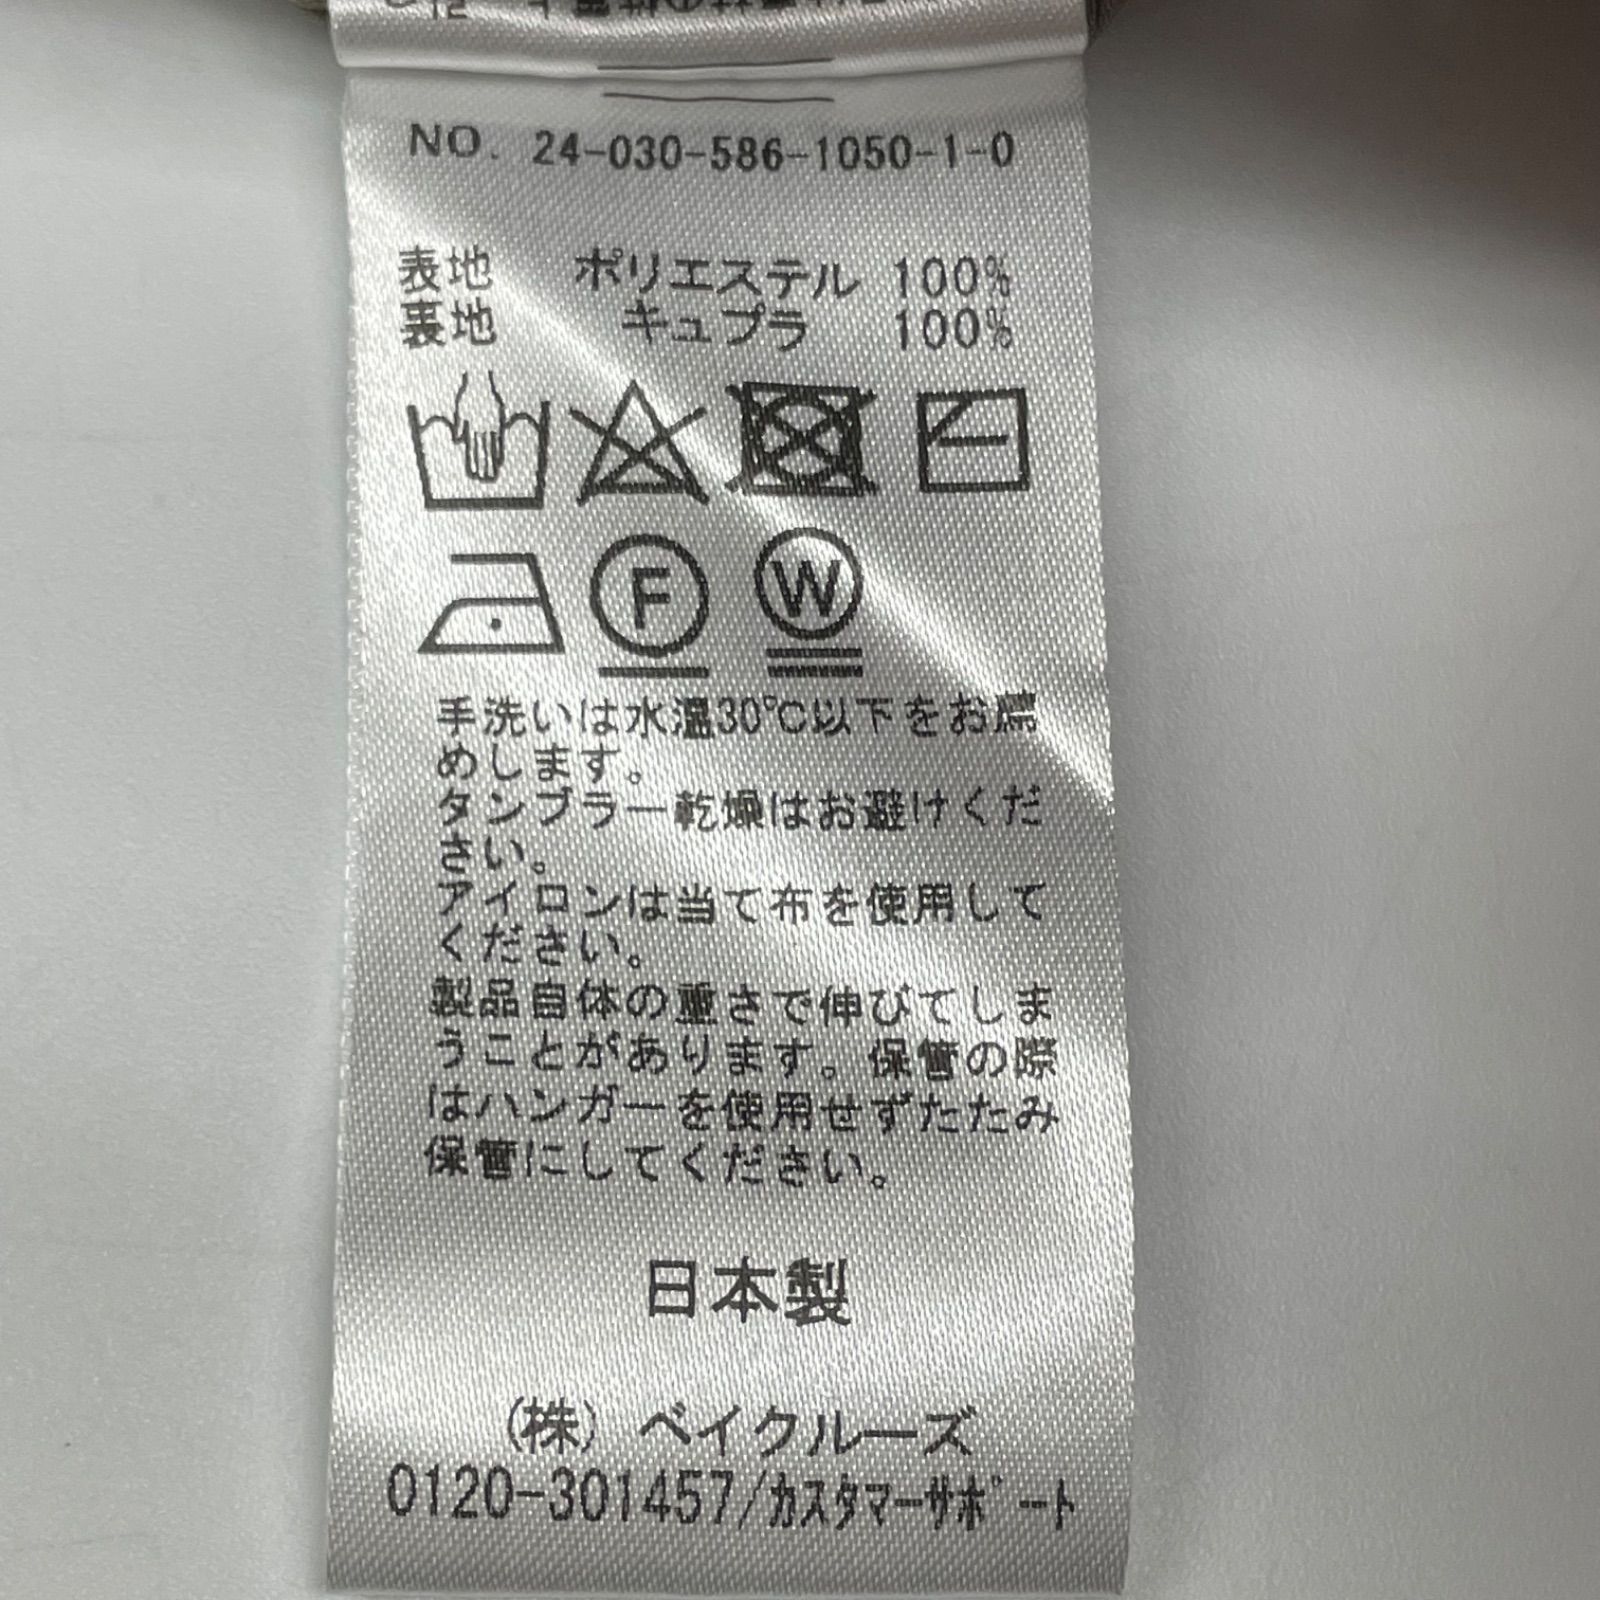 NO. 24-030-586-1050-1-0
表地 ポリエステル 100%
裏地 キュプラ 100%
F W
手洗いは水温30℃以下をお薦
めします。
タンブラー乾燥はお避けくだ
さい。
アイロンは当て布を使用して
ください。
製品自体の重さで伸びてしま
うことがあります。保管の際
はハンガーを使用せずたたみ
保管にしてください。
日本製
(株) ベイクルーズ
0120-301457/カスタマーサポート